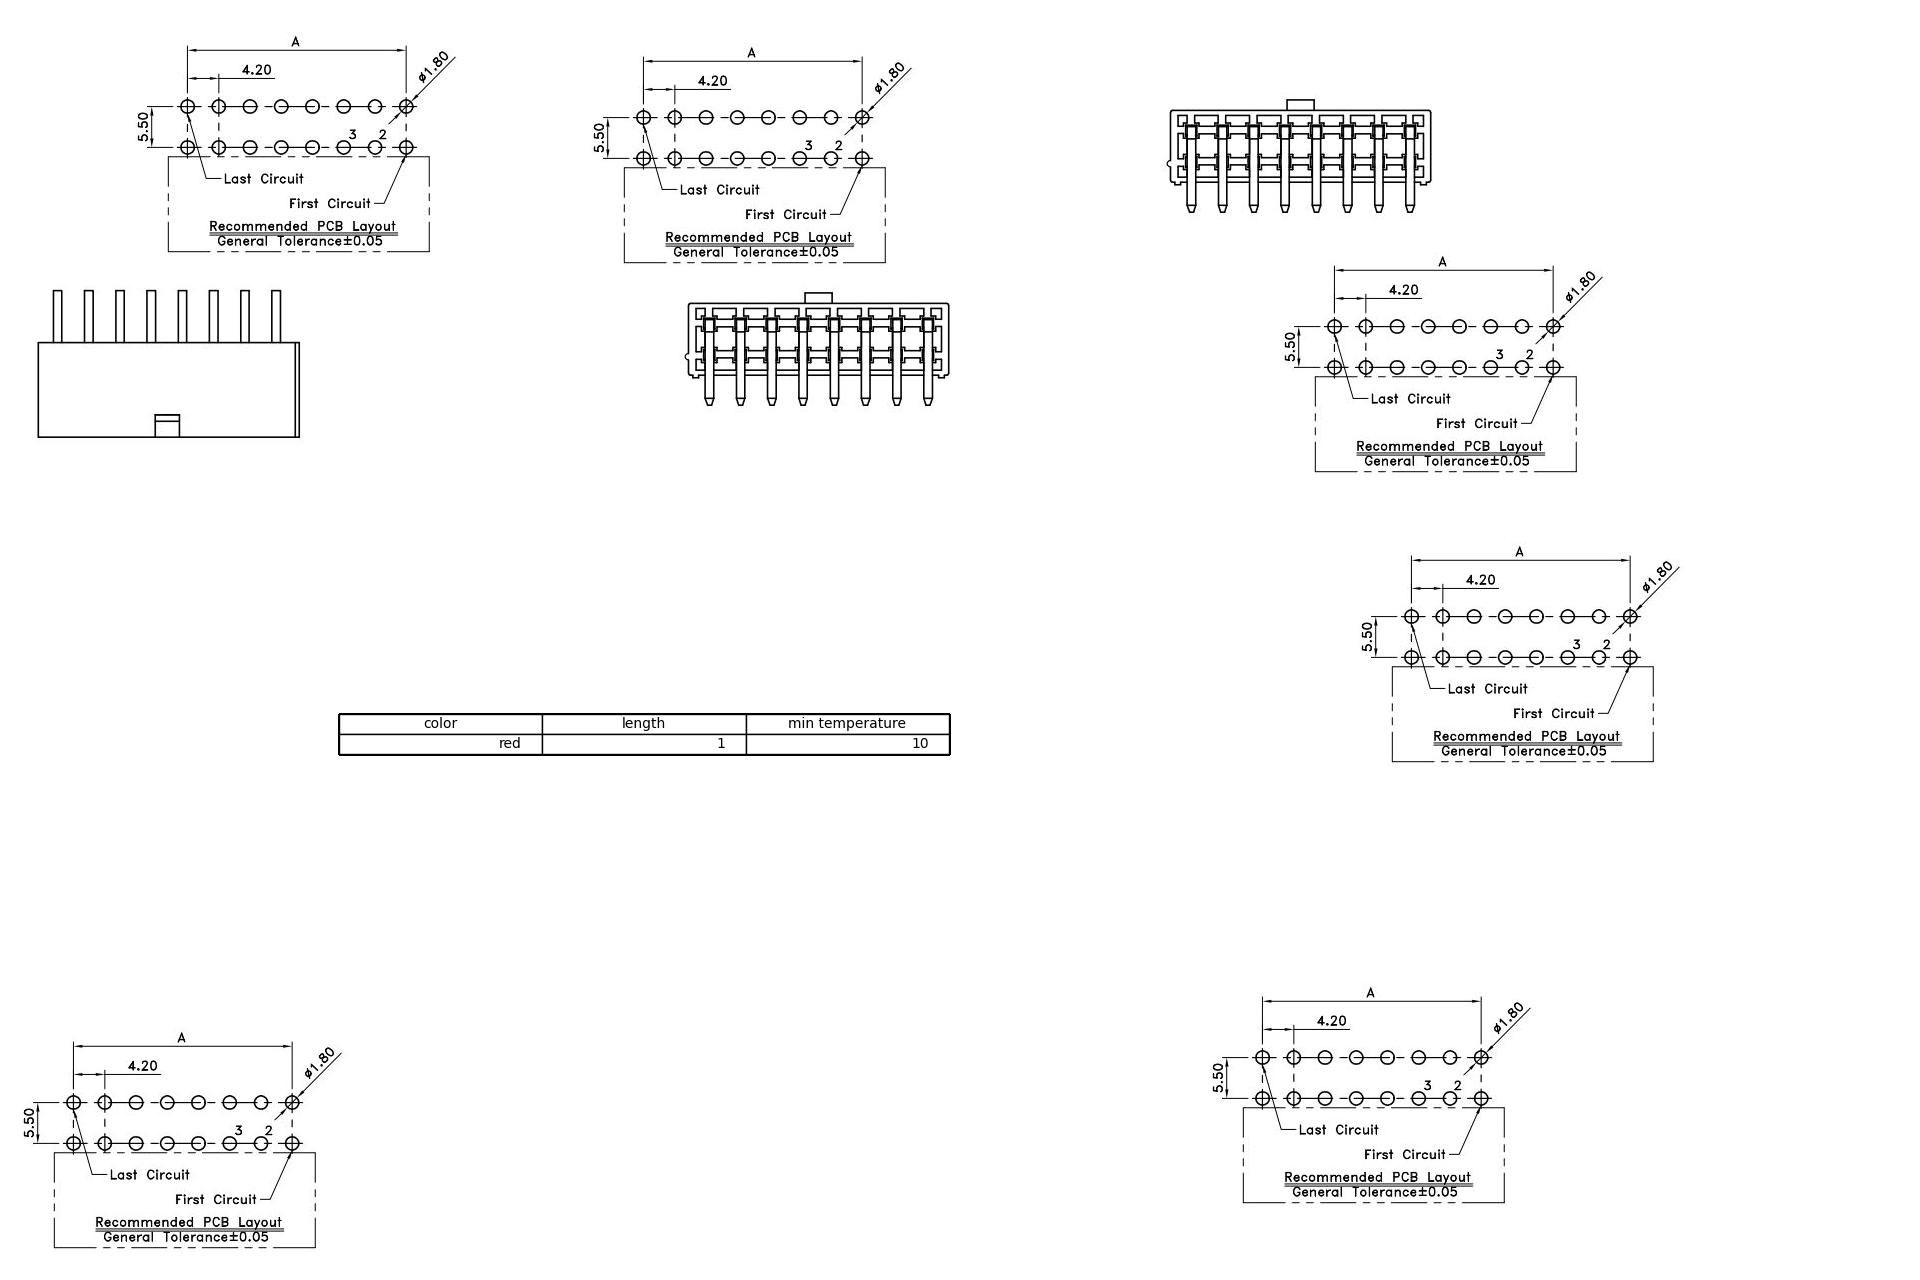 A
4.20
ø1.80
5.50
3 2
Last Circuit
First Circuit
Recommended PCB Layout
General Tolerance±0.05
A
4.20
ø1.80
5.50
3 2
Last Circuit
First Circuit
Recommended PCB Layout
General Tolerance±0.05
A
4.20
ø1.80
5.50
3 2
Last Circuit
First Circuit
Recommended PCB Layout
General Tolerance±0.05
A
4.20
ø1.80
5.50
3 2
Last Circuit
First Circuit
Recommended PCB Layout
General Tolerance±0.05
color length min temperature
red 1 10
A
4.20
ø1.80
5.50
3 2
Last Circuit
First Circuit
Recommended PCB Layout
General Tolerance±0.05
A
4.20
ø1.80
5.50
3 2
Last Circuit
First Circuit
Recommended PCB Layout
General Tolerance±0.05